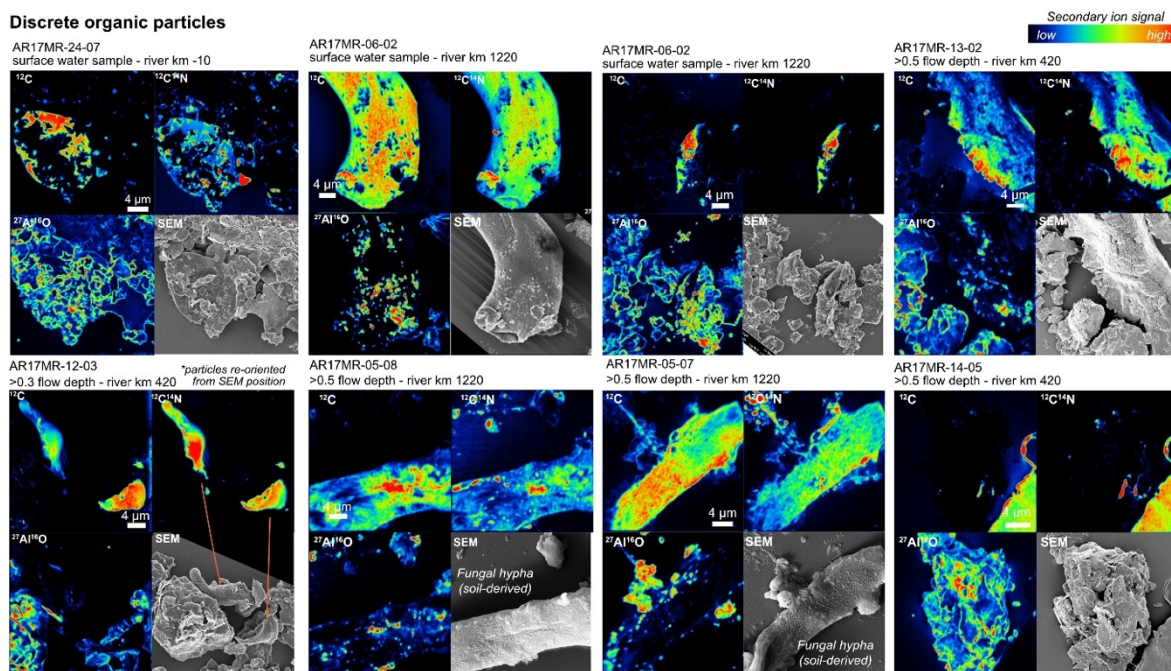 Discrete organic particles
Secondary ion signal
low high
AR17MR-24-07
surface water sample - river km -10
¹²C
¹²C¹⁴N
4 µm
²⁷Al¹⁶O
SEM
AR17MR-06-02
surface water sample - river km 1220
¹²C
¹²C¹⁴N
4 µm
²⁷Al¹⁶O
SEM
27
AR17MR-06-02
surface water sample - river km 1220
¹²C
¹²C¹⁴N
4 µm
²⁷Al¹⁶O
SEM
AR17MR-13-02
>0.5 flow depth - river km 420
¹²C
¹²C¹⁴N
4 µm
²⁷Al¹⁶O
SEM
AR17MR-12-03
>0.3 flow depth - river km 420
*particles re-oriented
from SEM position
¹²C
¹²C¹⁴N
4 µm
²⁷Al¹⁶O
SEM
AR17MR-05-08
>0.5 flow depth - river km 1220
¹²C
¹²C¹⁴N
4 µm
²⁷Al¹⁶O
SEM
Fungal hypha
(soil-derived)
AR17MR-05-07
>0.5 flow depth - river km 1220
¹²C
¹²C¹⁴N
4 µm
²⁷Al¹⁶O
SEM
Fungal hypha
(soil-derived)
AR17MR-14-05
>0.5 flow depth - river km 420
¹²C
¹²C¹⁴N
4 µm
²⁷Al¹⁶O
SEM